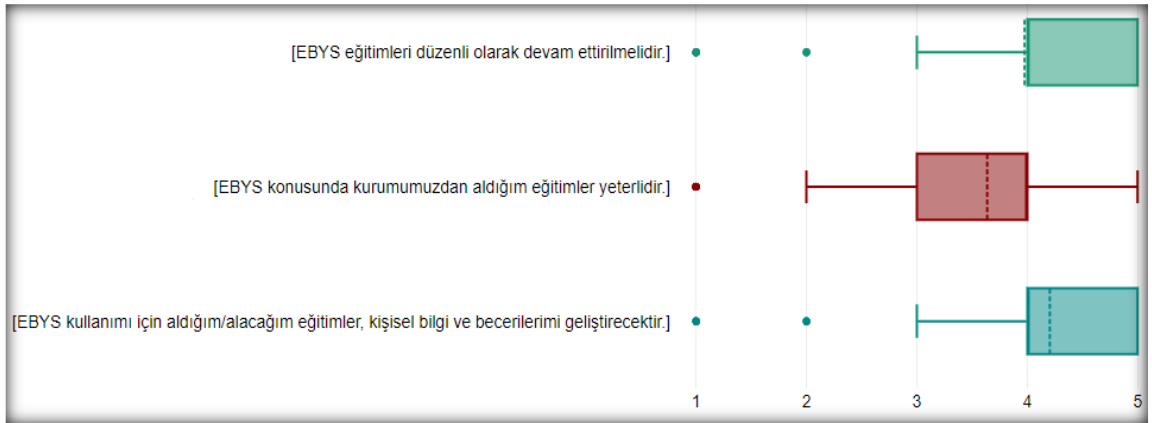 [EBYS eğitimleri düzenli olarak devam ettirilmelidir.]
[EBYS konusunda kurumumuzdan aldığım eğitimler yeterlidir.]
[EBYS kullanımı için aldığım/alacağım eğitimler, kişisel bilgi ve becerilerimi geliştirecektir.]
1 2 3 4 5